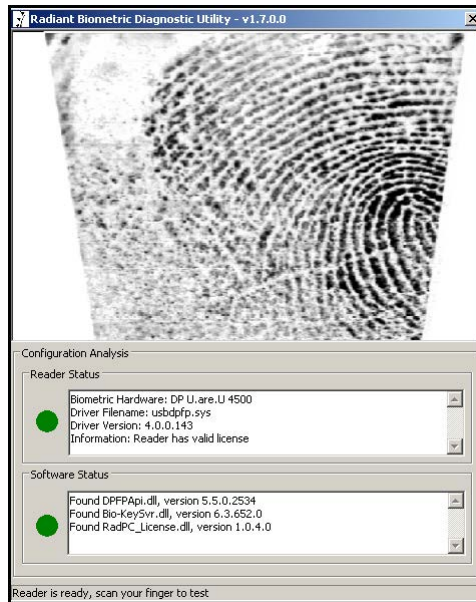 Radiant Biometric Diagnostic Utility - v1.7.0.0
Configuration Analysis
Reader Status
Biometric Hardware: DP U.are.U 4500
Driver Filename: usbdpfp.sys
Driver Version: 4.0.0.143
Information: Reader has valid license
Software Status
Found DPFPApi.dll, version 5.5.0.2534
Found Bio-KeySvr.dll, version 6.3.652.0
Found RadPC_License.dll, version 1.0.4.0
Reader is ready, scan your finger to test